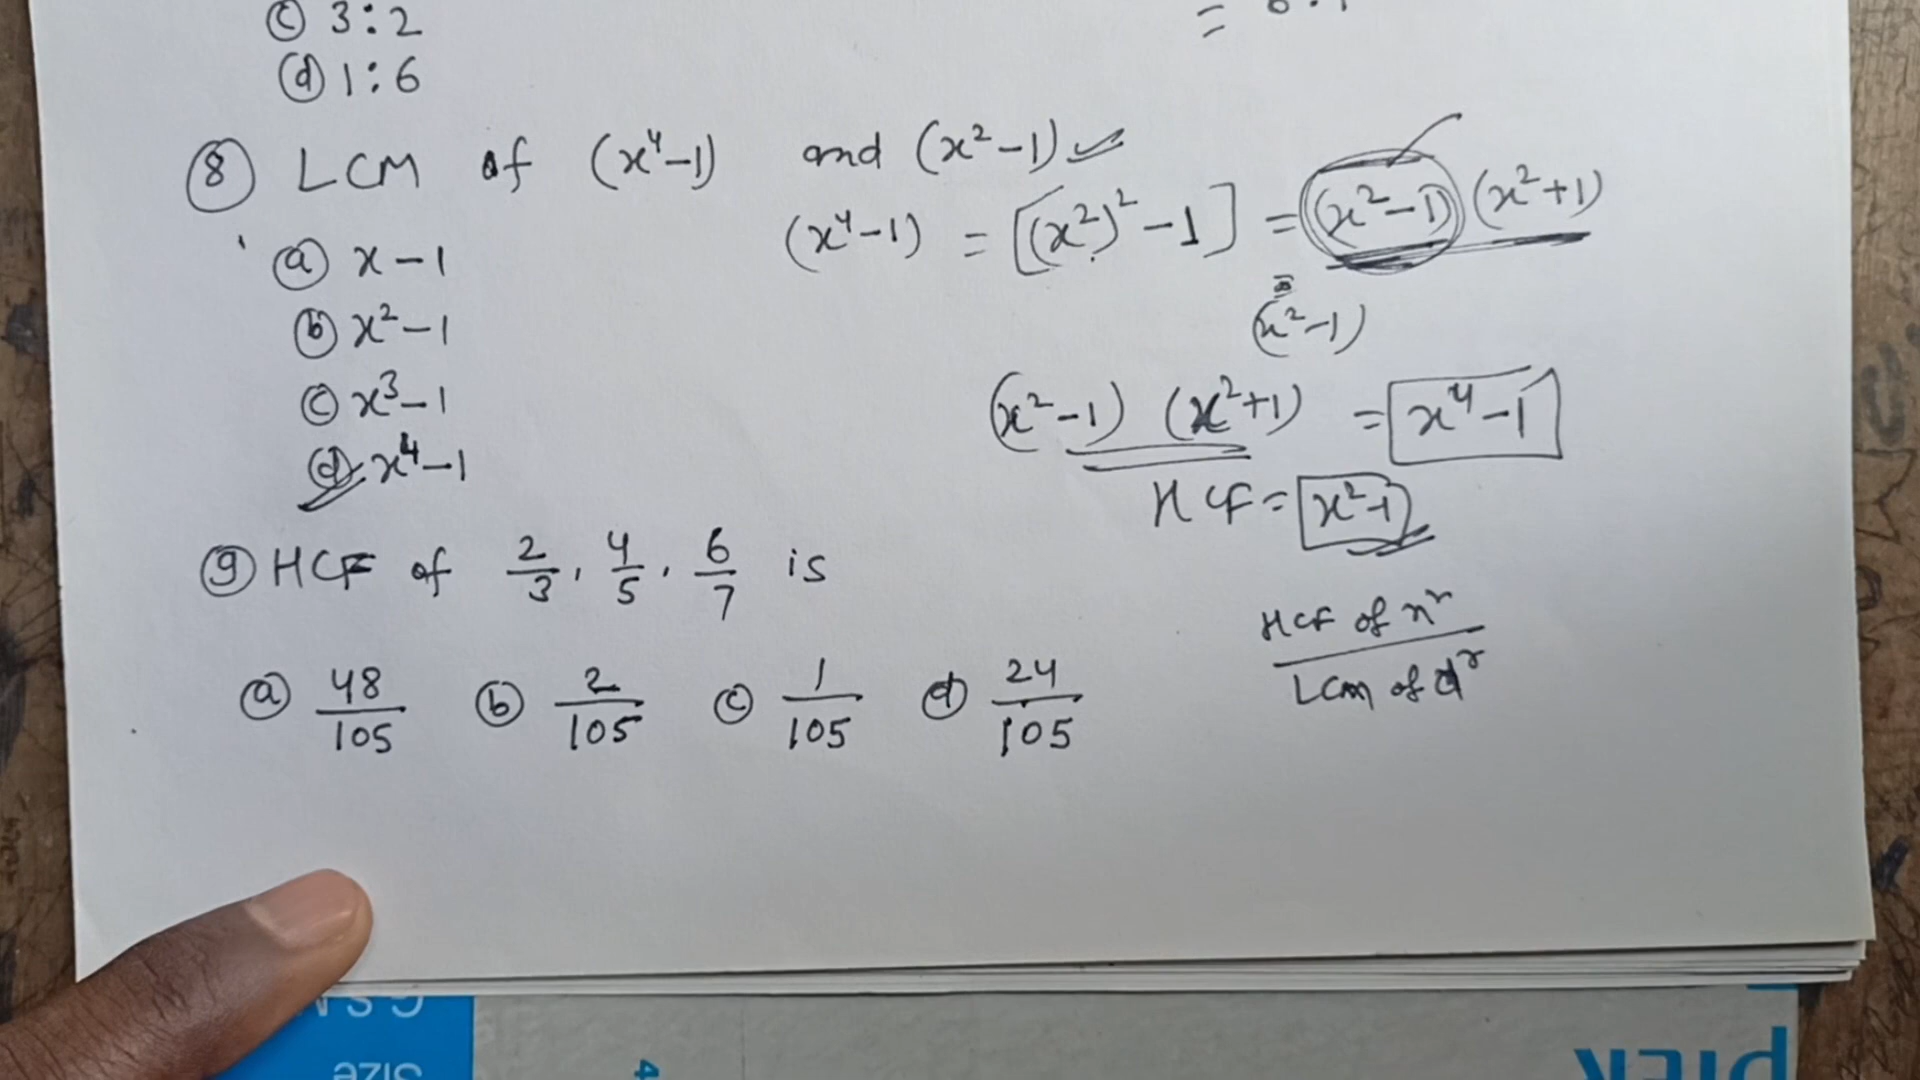 ⓒ 3:2
ⓓ 1:6
⑧ LCM of (x⁴-1) and (x²-1)
(x⁴-1) = [(x²)²-1] = (x²-1)(x²+1)
(x²-1)
ⓐ x-1
ⓑ x²-1
ⓒ x³-1
ⓓ x⁴-1
(x²-1) (x²+1) = x⁴-1
HCF = x²-1
⑨ HCF of 2/3, 4/5, 6/7 is
ⓐ 48/105 ⓑ 2/105 ⓒ 1/105 ⓓ 24/105
HCF of nʳ
LCM of dʳ
Size
4